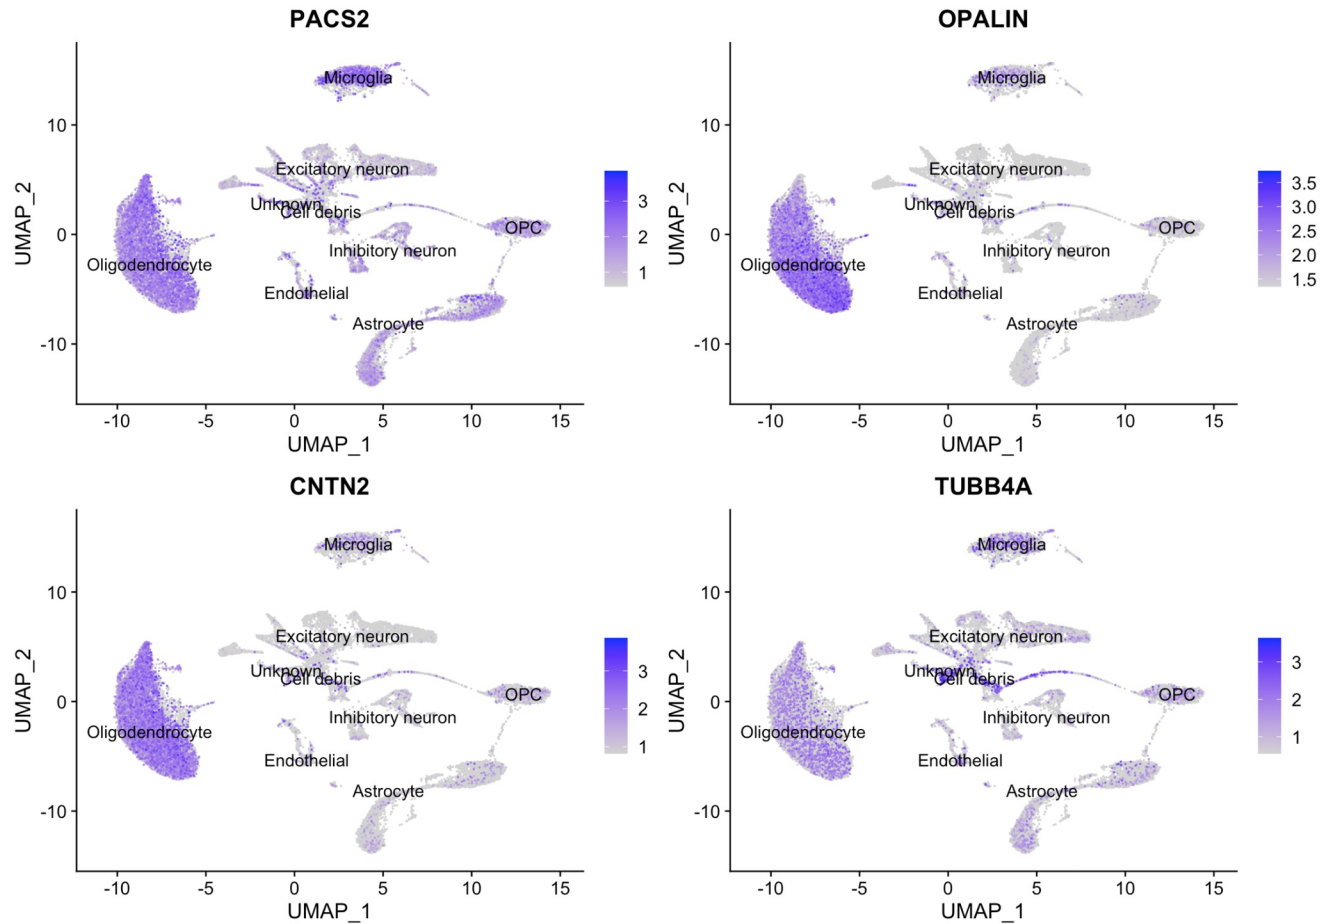 PACS2
UMAP_2
10
0
-10
-10
-5
0
5
10
15
UMAP_1
Microglia
Excitatory neuron
Unknown
Cell debris
OPC
Inhibitory neuron
Oligodendrocyte
Endothelial
Astrocyte
3
2
1
OPALIN
UMAP_2
10
0
-10
-10
-5
0
5
10
15
UMAP_1
Microglia
Excitatory neuron
Unknown
Cell debris
OPC
Inhibitory neuron
Oligodendrocyte
Endothelial
Astrocyte
3.5
3.0
2.5
2.0
1.5
CNTN2
UMAP_2
10
0
-10
-10
-5
0
5
10
15
UMAP_1
Microglia
Excitatory neuron
Unknown
Cell debris
OPC
Inhibitory neuron
Oligodendrocyte
Endothelial
Astrocyte
3
2
1
TUBB4A
UMAP_2
10
0
-10
-10
-5
0
5
10
15
UMAP_1
Microglia
Excitatory neuron
Unknown
Cell debris
OPC
Inhibitory neuron
Oligodendrocyte
Endothelial
Astrocyte
3
2
1